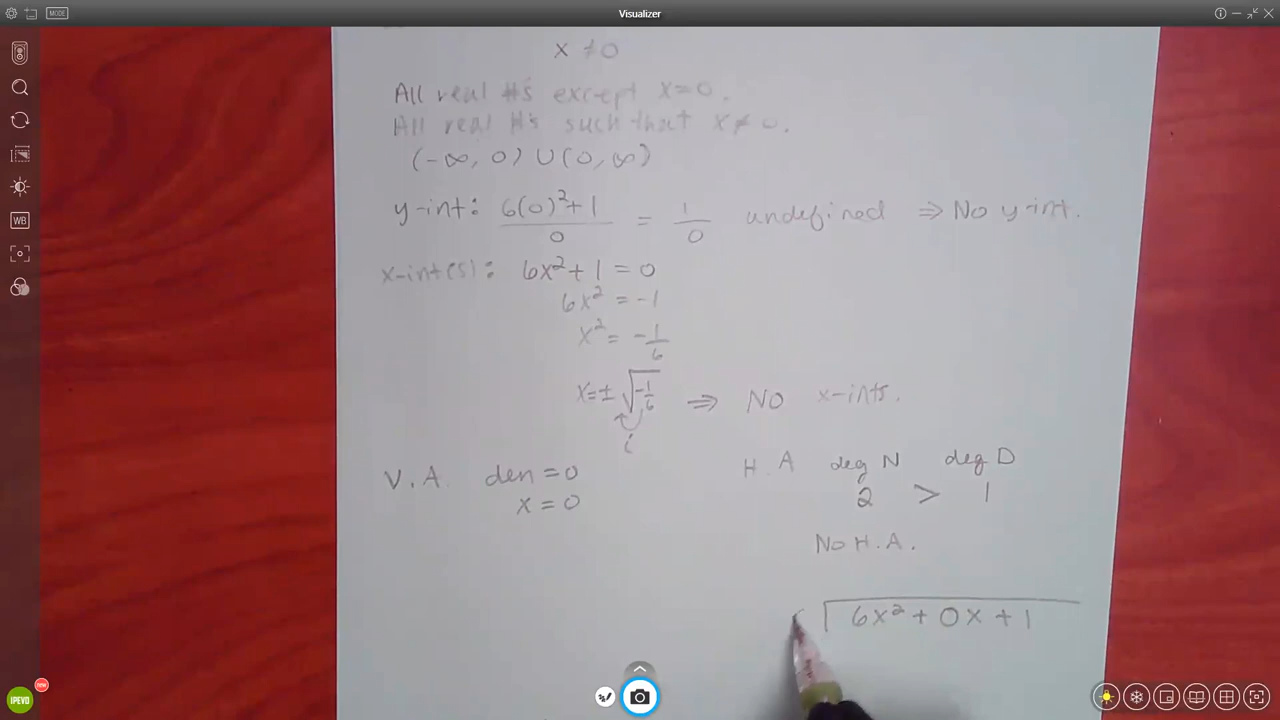 MODE
Visualizer
x ≠ 0
All real #'s except x=0.
All real #'s such that x ≠ 0.
(-∞, 0) ∪ (0, ∞)
y-int: 6(0)²+1 / 0 = 1/0 undefined ⇒ No y-int.
x-int(s): 6x²+1=0
6x² = -1
x² = -1/6
x=± √-1/6 ⇒ NO x-ints.
i
V.A. den=0
x=0
H.A deg N deg D
2 > 1
No H.A.
6x² + 0x + 1
WB
IPEVO
new